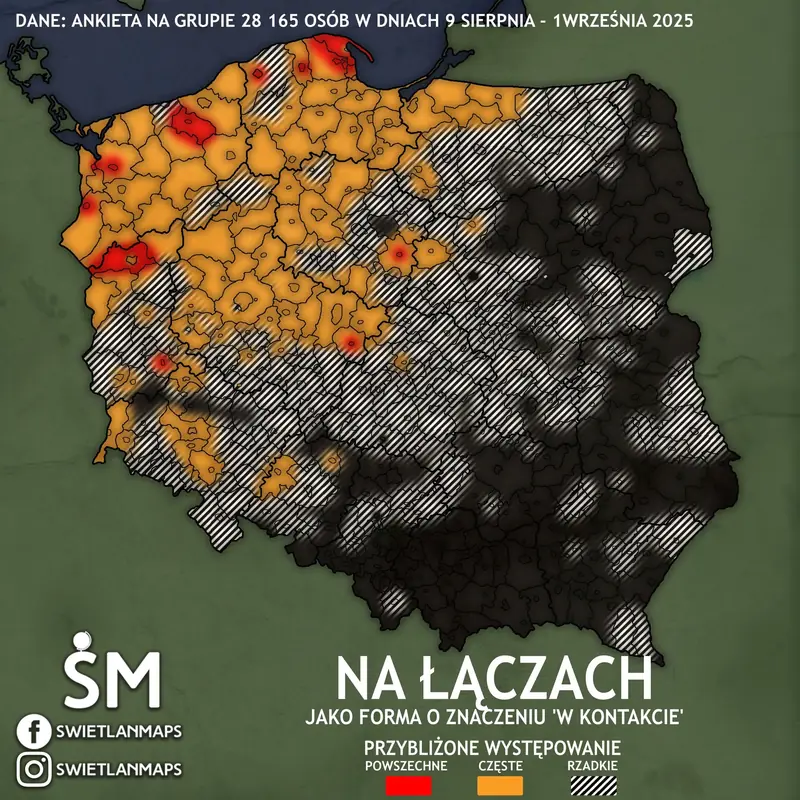 DANE: ANKIETA NA GRUPIE 28 165 OSÓB W DNIACH 9 SIERPNIA - 1WRZEŚNIA 2025
ŚM
SWIETLANMAPS
SWIETLANMAPS
NA ŁĄCZACH
JAKO FORMA O ZNACZENIU 'W KONTAKCIE'
PRZYBLIŻONE WYSTĘPOWANIE
POWSZECHNE CZĘSTE RZADKIE